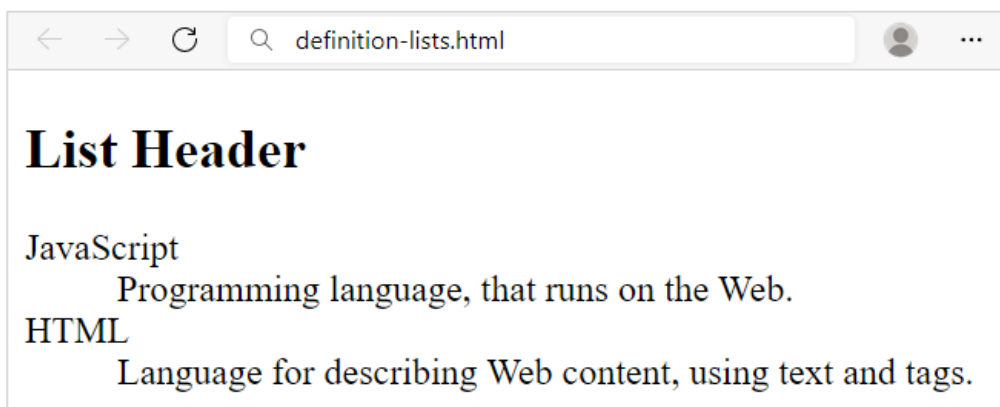 definition-lists.html
List Header
JavaScript
Programming language, that runs on the Web.
HTML
Language for describing Web content, using text and tags.